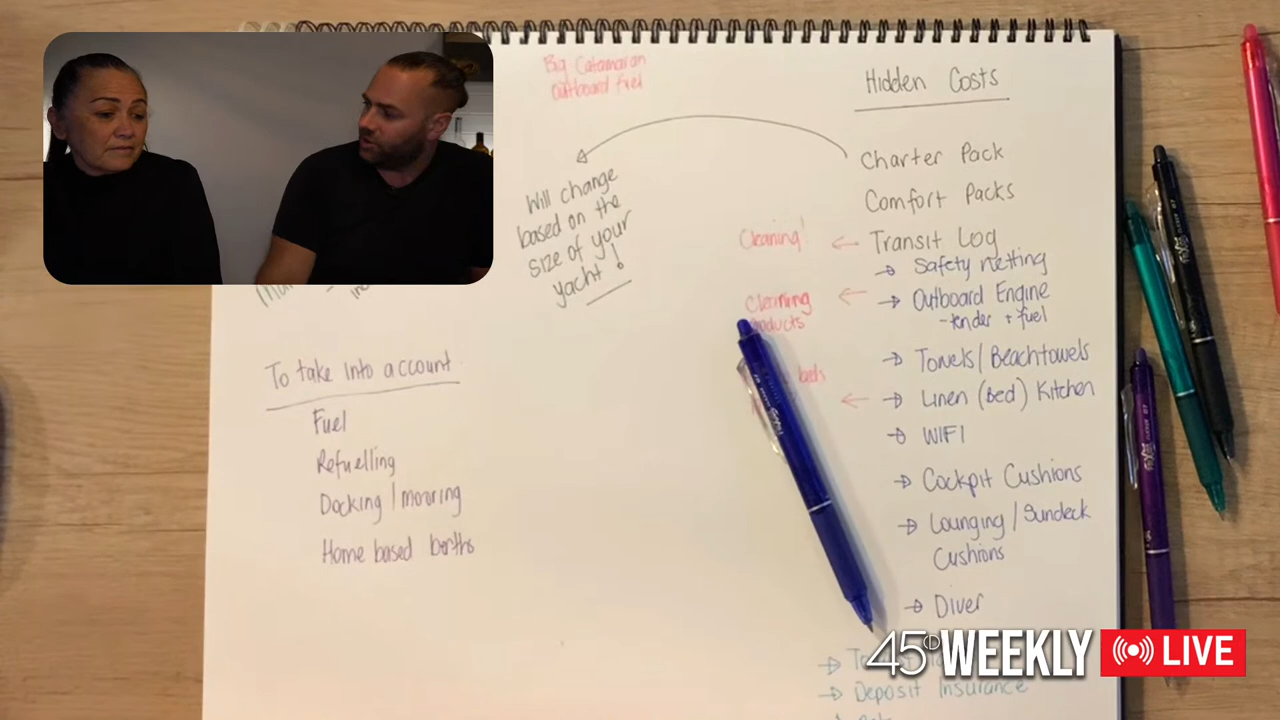 Big Catamaran
Outboard fuel
Will change
based on the
size of your
yacht!
To take into account
Fuel
Refuelling
Docking / mooring
Home based berths
Hidden Costs
Charter Pack
Comfort Packs
Cleaning!
Transit Log
→ Safety netting
Cleaning
→ Outboard Engine
- tender + fuel
→ Towels / Beachtowels
beds
→ Linen (Bed) Kitchen
→ WIFI
→ Cockpit Cushions
→ Lounging / Sundeck
Cushions
→ Diver
→ Deposit Insurance
45° WEEKLY LIVE